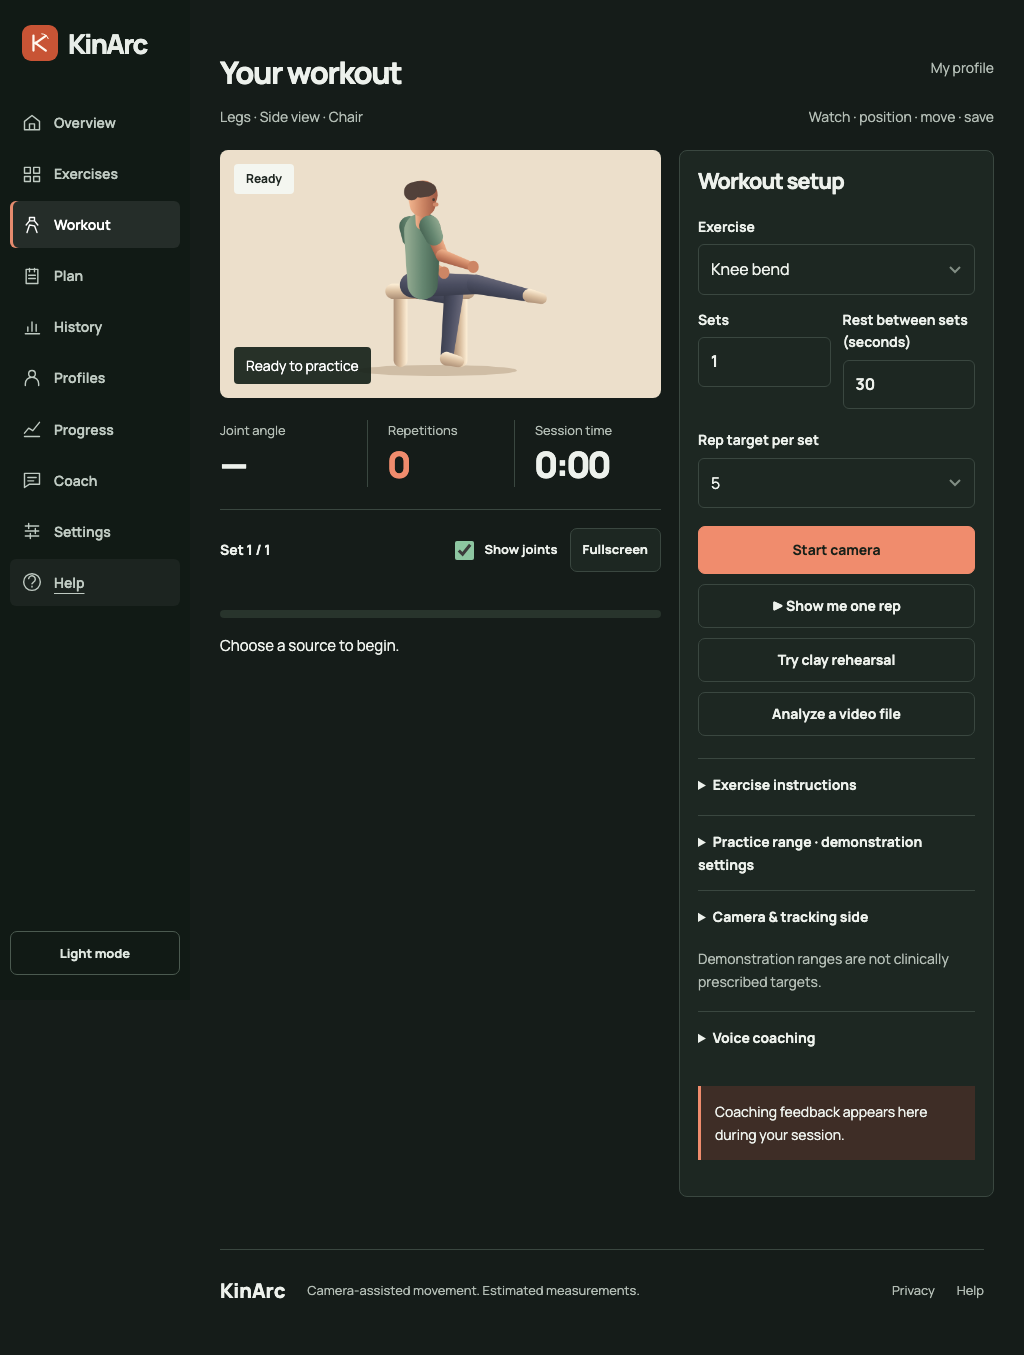 KinArc
Overview
Exercises
Workout
Plan
History
Profiles
Progress
Coach
Settings
Help
Light mode
Your workout
My profile
Legs · Side view · Chair
Watch · position · move · save
Ready
Ready to practice
Joint angle
Repetitions
Session time
—
0
0:00
Set 1 / 1
Show joints
Fullscreen
Choose a source to begin.
Workout setup
Exercise
Knee bend
Sets
1
Rest between sets
(seconds)
30
Rep target per set
5
Start camera
Show me one rep
Try clay rehearsal
Analyze a video file
Exercise instructions
Practice range · demonstration
settings
Camera & tracking side
Demonstration ranges are not clinically
prescribed targets.
Voice coaching
Coaching feedback appears here
during your session.
KinArc
Camera-assisted movement. Estimated measurements.
Privacy
Help